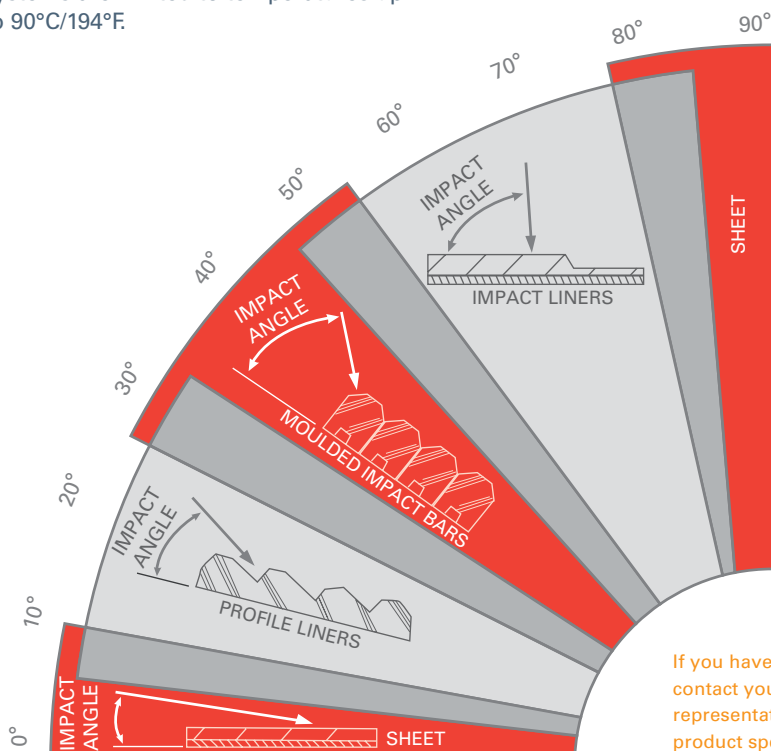 o 90°C/194°F.
90°
80°
70°
60°
50°
40°
30°
20°
10°
0°
SHEET
IMPACT
ANGLE
IMPACT LINERS
IMPACT
ANGLE
MOULDED IMPACT BARS
IMPACT
ANGLE
PROFILE LINERS
IMPACT
ANGLE
SHEET
If you have
contact you
representat
product spe